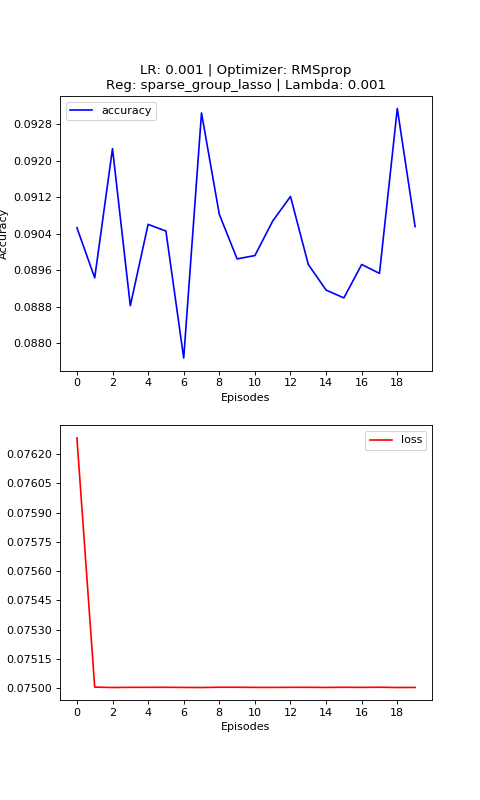 LR: 0.001 | Optimizer: RMSprop
Reg: sparse_group_lasso | Lambda: 0.001
accuracy
0.0928
0.0920
0.0912
0.0904
0.0896
0.0888
0.0880
Accuracy
0 2 4 6 8 10 12 14 16 18
Episodes
loss
0.07620
0.07605
0.07590
0.07575
0.07560
0.07545
0.07530
0.07515
0.07500
0 2 4 6 8 10 12 14 16 18
Episodes